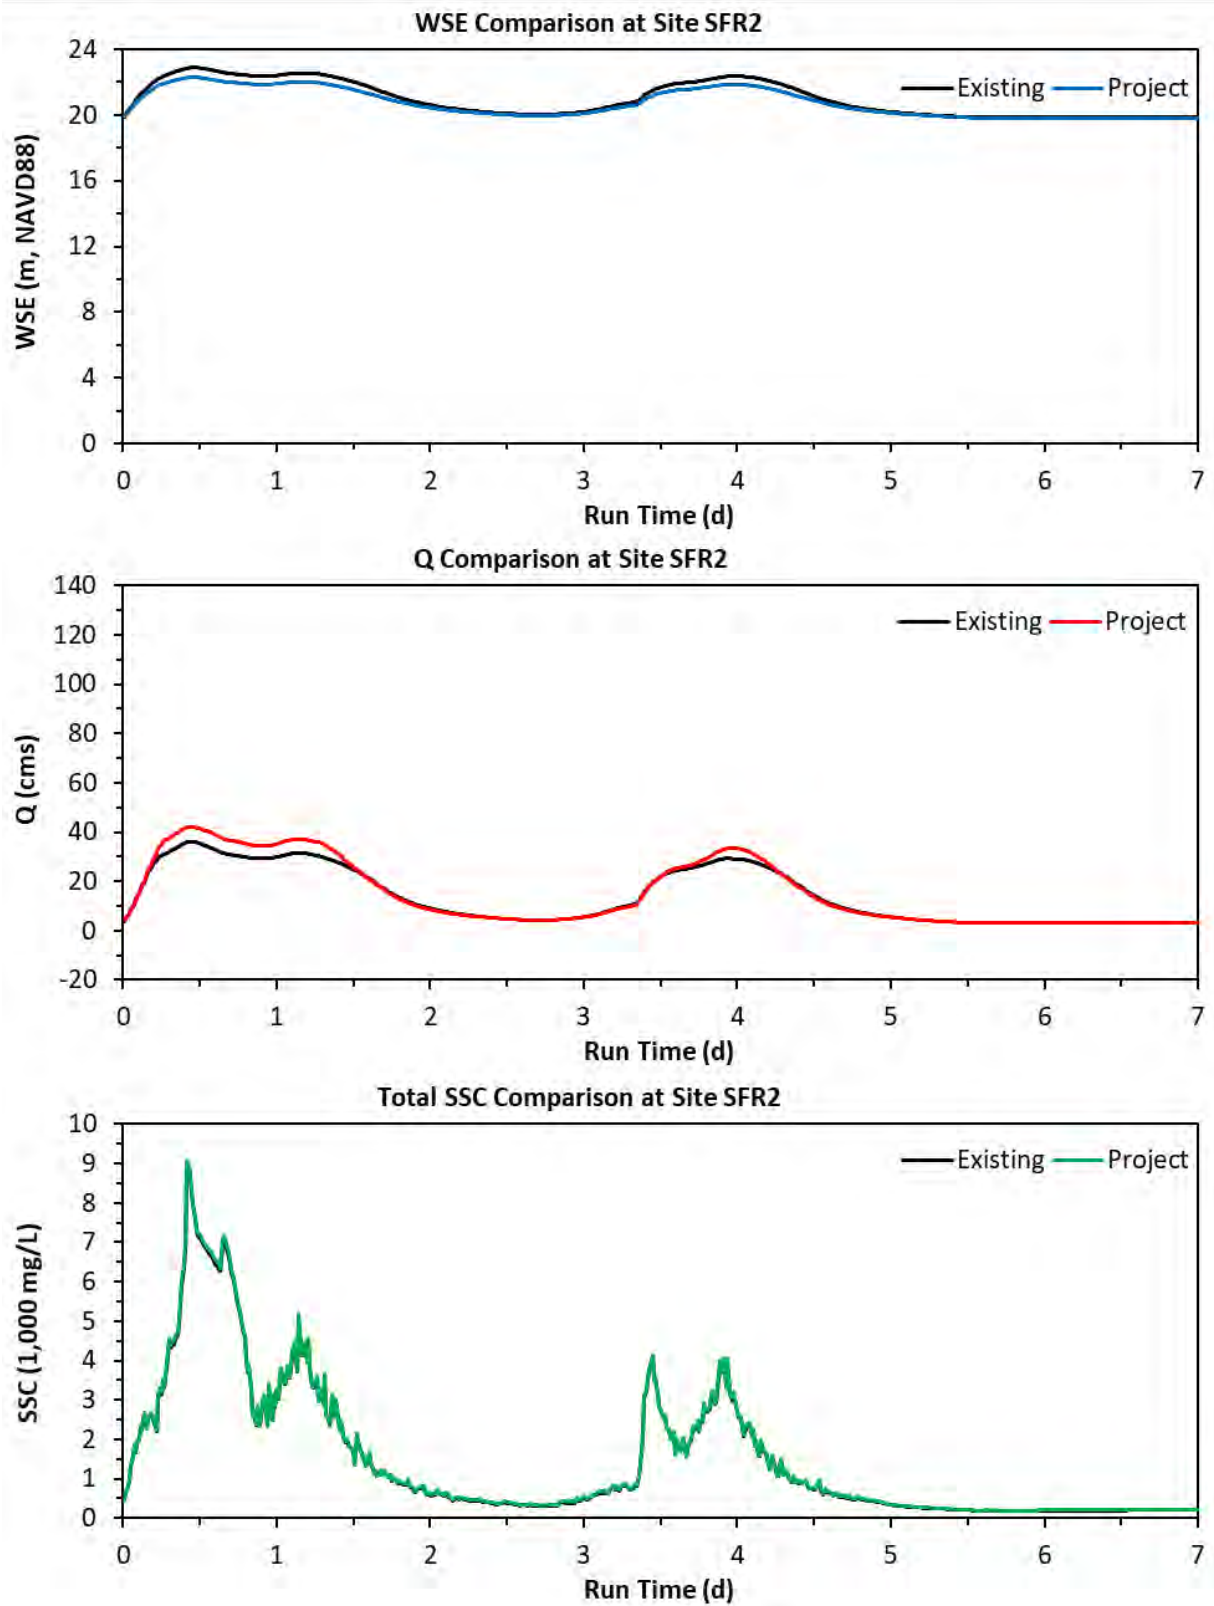 WSE Comparison at Site SFR2
24
20
16
12
8
4
0
WSE (m, NAVD88)
Existing Project
0 1 2 3 4 5 6 7
Run Time (d)
Q Comparison at Site SFR2
140
120
100
80
60
40
20
0
-20
Q (cms)
Existing Project
0 1 2 3 4 5 6 7
Run Time (d)
Total SSC Comparison at Site SFR2
10
9
8
7
6
5
4
3
2
1
0
SSC (1,000 mg/L)
Existing Project
0 1 2 3 4 5 6 7
Run Time (d)